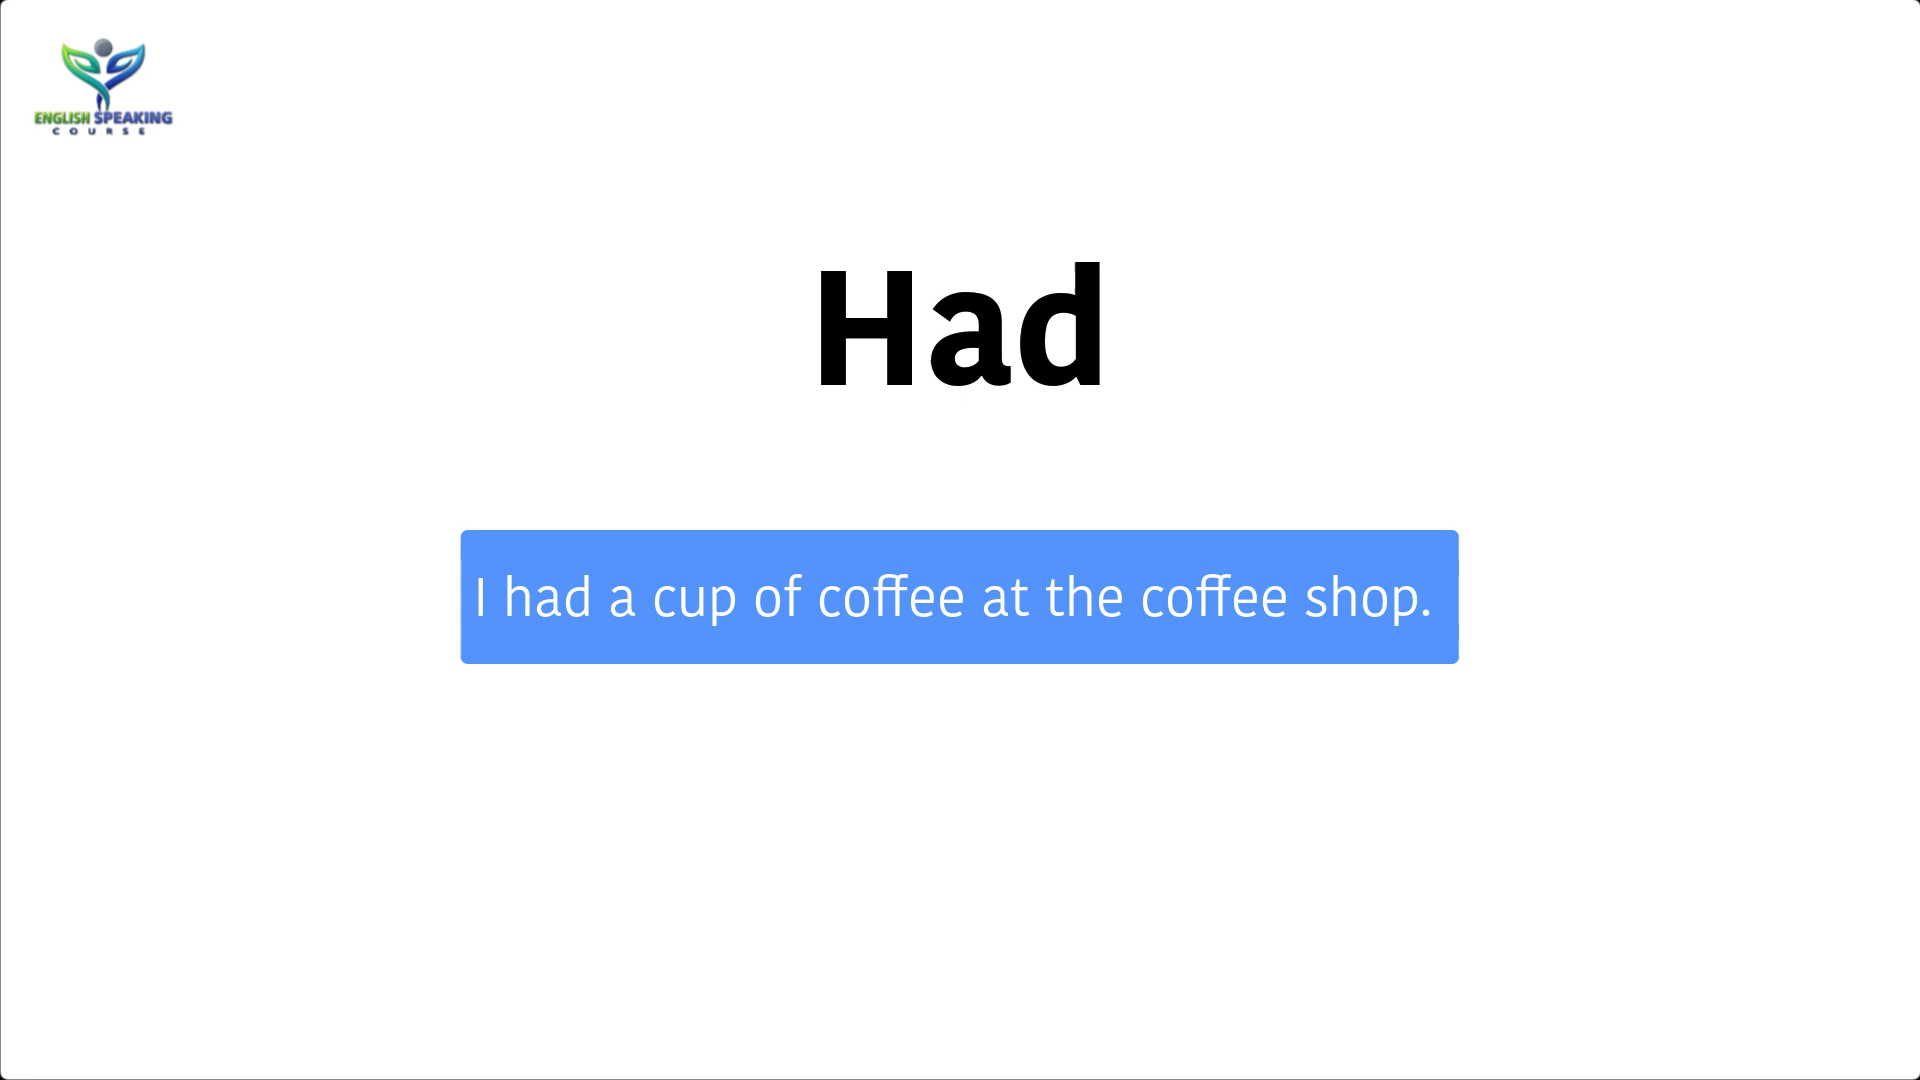 ENGLISH SPEAKING
COURSE
Had
I had a cup of coffee at the coffee shop.